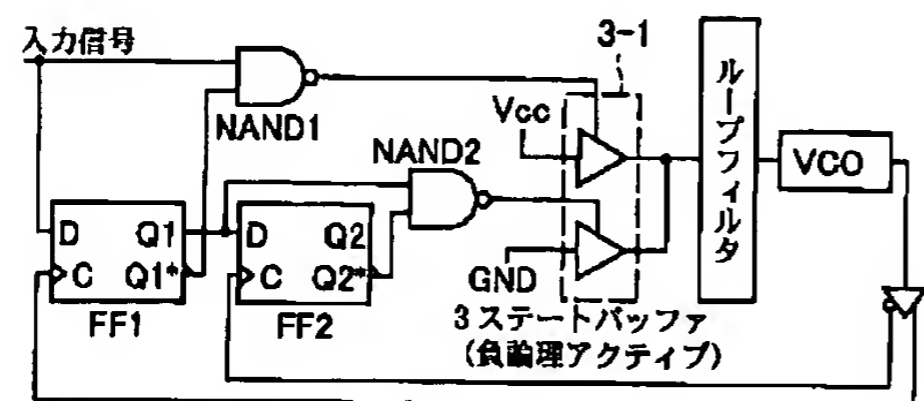 入力信号
3-1
NAND1
Vcc
NAND2
ループフィルタ
VCO
D
Q1
C
Q1*
FF1
D
Q2
C
Q2*
FF2
GND
3ステートバッファ
(負論理アクティブ)